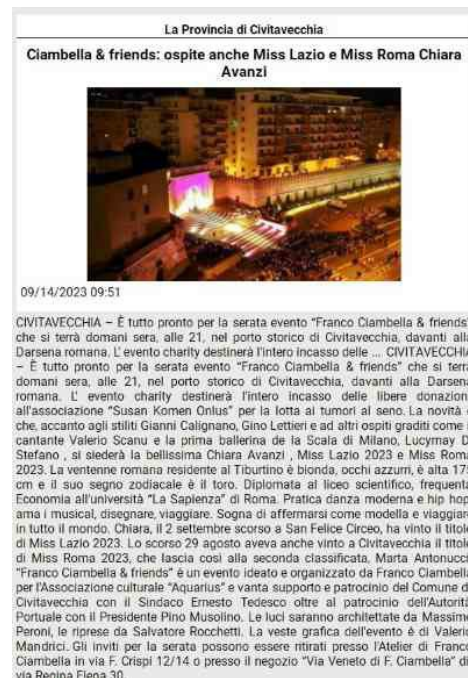 La Provincia di Civitavecchia
Ciambella & friends: ospite anche Miss Lazio e Miss Roma Chiara
Avanzi
09/14/2023 09:51
CIVITAVECCHIA – È tutto pronto per la serata evento “Franco Ciambella & friends”
che si terrà domani sera, alle 21, nel porto storico di Civitavecchia, davanti alla
Darsena romana. L’ evento charity destinerà l’intero incasso delle ... CIVITAVECCHIA
– È tutto pronto per la serata evento “Franco Ciambella & friends” che si terrà
domani sera, alle 21, nel porto storico di Civitavecchia, davanti alla Darsena
romana. L’ evento charity destinerà l’intero incasso delle libere donazioni
all’associazione “Susan Komen Onlus” per la lotta ai tumori al seno. La novità è
che, accanto agli stiliti Gianni Calignano, Gino Lettieri e ad altri ospiti graditi come il
cantante Valerio Scanu e la prima ballerina de la Scala di Milano, Lucymay Di
Stefano , si siederà la bellissima Chiara Avanzi , Miss Lazio 2023 e Miss Roma
2023. La ventenne romana residente al Tiburtino è bionda, occhi azzurri, è alta
cm e il suo segno zodiacale è il toro. Diplomata al liceo scientifico, frequenta
Economia all’università “La Sapienza” di Roma. Pratica danza moderna e hip hop,
ama i musical, disegnare, viaggiare. Sogna di affermarsi come modella e viaggiare
in tutto il mondo. Chiara, il 2 settembre scorso a San Felice Circeo, ha vinto il titolo
di Miss Lazio 2023. Lo scorso 29 agosto aveva anche vinto a Civitavecchia il titolo
di Miss Roma 2023, che lascia così alla seconda classificata, Marta Antonucci.
“Franco Ciambella & friends” è un evento ideato e organizzato da Franco Ciambella
per l’Associazione culturale “Aquarius” e vanta supporto e patrocinio del Comune di
Civitavecchia con il Sindaco Ernesto Tedesco oltre al patrocinio dell’Autorità
Portuale con il Presidente Pino Musolino. Le luci saranno architettate da Massimo
Peroni, le riprese da Salvatore Rocchetti. La veste grafica dell’evento è di Valerio
Mandrici. Gli inviti per la serata possono essere ritirati presso l’Atelier di Franco
Ciambella in via F. Crispi 12/14 o presso il negozio “Via Veneto di F. Ciambella” di
via Regina Elena 30.